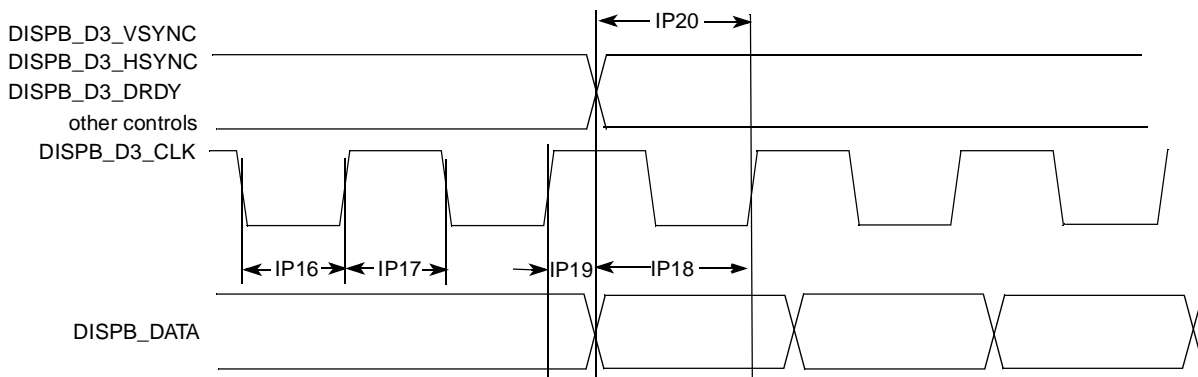 IP20
DISPB_D3_VSYNC
DISPB_D3_HSYNC
DISPB_D3_DRDY
other controls
DISPB_D3_CLK
IP16 IP17 IP19 IP18
DISPB_DATA